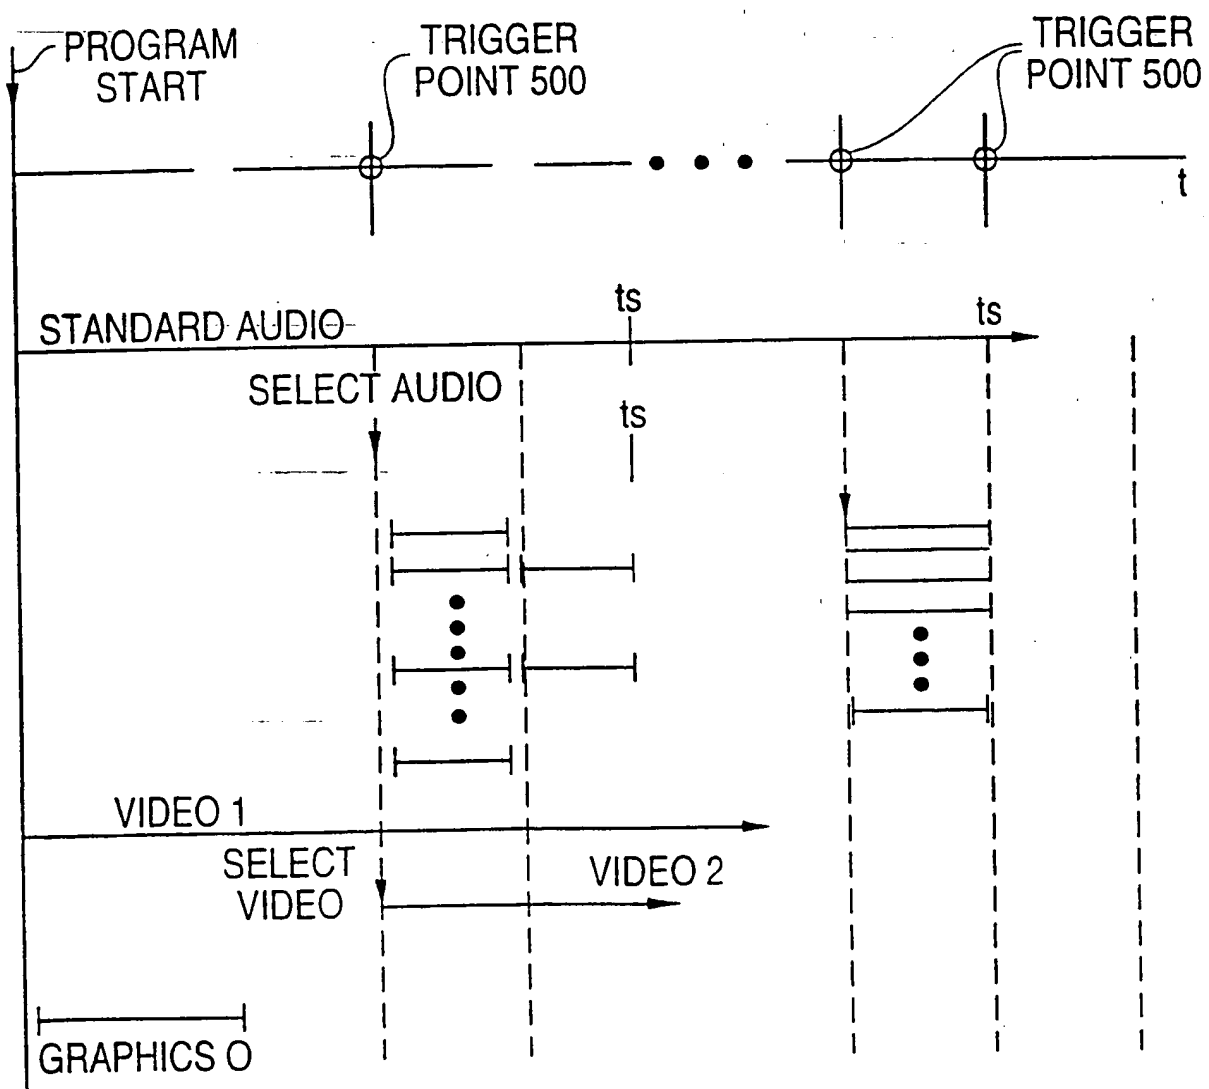 PROGRAM
START
TRIGGER
POINT 500
TRIGGER
POINT 500
t
STANDARD AUDIO
ts
ts
SELECT AUDIO
ts
VIDEO 1
SELECT
VIDEO
VIDEO 2
GRAPHICS O